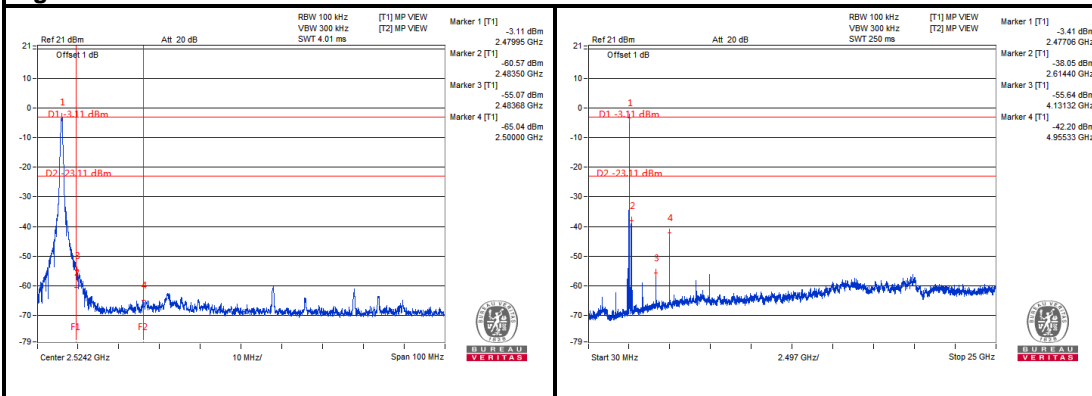 RBW 100 kHz [T1] MP VIEW
VBW 300 kHz [T2] MP VIEW
Ref 21 dBm Att 20 dB SWT 4.01 ms
Marker 1 [T1]
-3.11 dBm
2.47995 GHz
Marker 2 [T1]
-60.57 dBm
2.48350 GHz
Marker 3 [T1]
-55.07 dBm
2.48368 GHz
Marker 4 [T1]
-65.04 dBm
2.50000 GHz
21
Offset 1 dB
10
1
0
D1 -3.11 dBm
-10
-20
D2 -23.11 dBm
-30
-40
-50
3
-60
4
-70
F1 F2
-79
Center 2.5242 GHz 10 MHz/ Span 100 MHz
BUREAU VERITAS
1828
BUREAU
VERITAS
RBW 100 kHz [T1] MP VIEW
VBW 300 kHz [T2] MP VIEW
Ref 21 dBm Att 20 dB SWT 250 ms
Marker 1 [T1]
-3.41 dBm
2.47706 GHz
Marker 2 [T1]
-38.05 dBm
2.61440 GHz
Marker 3 [T1]
-55.64 dBm
4.13132 GHz
Marker 4 [T1]
-42.20 dBm
4.95533 GHz
21
Offset 1 dB
10
1
0
D1 -3.11 dBm
-10
-20
D2 -23.11 dBm
-30
2
-40
4
-50
3
-60
-70
-79
Start 30 MHz 2.497 GHz/ Stop 25 GHz
BUREAU VERITAS
1828
BUREAU
VERITAS